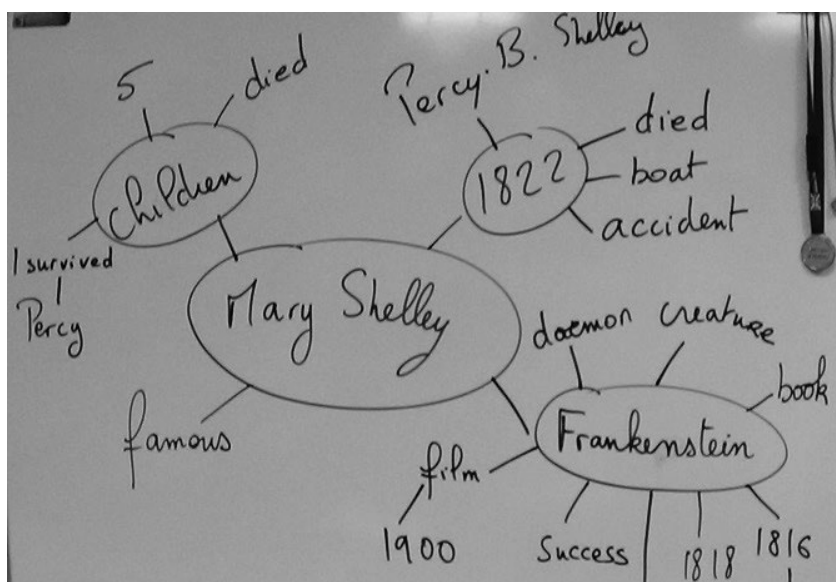 5
died
children
1 survived
Percy
Percy. B. Shelley
1822
died
boat
accident
Mary Shelley
famous
daemon
creature
book
Frankenstein
film
1900
success
1818
1816